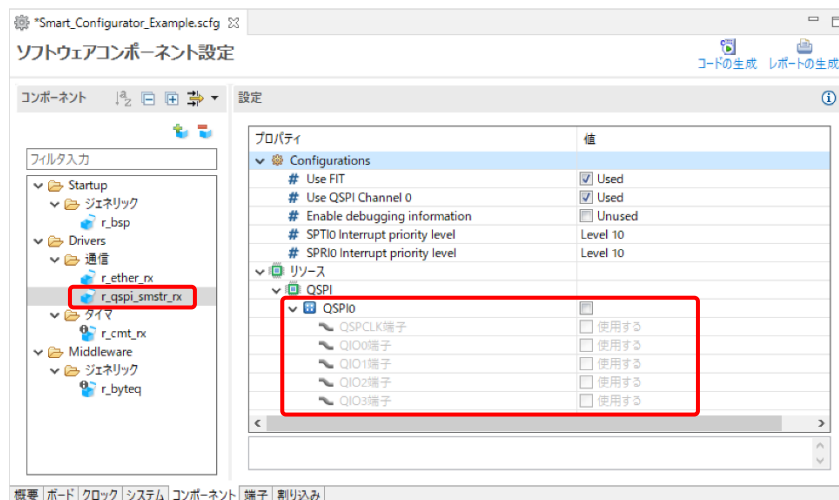 *Smart_Configurator_Example.scfg
ソフトウェアコンポーネント設定
コードの生成 レポートの生成
コンポーネント
設定
フィルタ入力
Startup
ジェネリック
r_bsp
Drivers
通信
r_ether_rx
r_qspi_smstr_rx
タイマ
r_cmt_rx
Middleware
ジェネリック
r_byteq
プロパティ 値
Configurations
# Use FIT Used
# Use QSPI Channel 0 Used
# Enable debugging information Unused
# SPTI0 Interrupt priority level Level 10
# SPRI0 Interrupt priority level Level 10
リソース
QSPI
QSPI0
QSPCLK端子 使用する
QIO0端子 使用する
QIO1端子 使用する
QIO2端子 使用する
QIO3端子 使用する
概要 ボード クロック システム コンポーネント 端子 割り込み